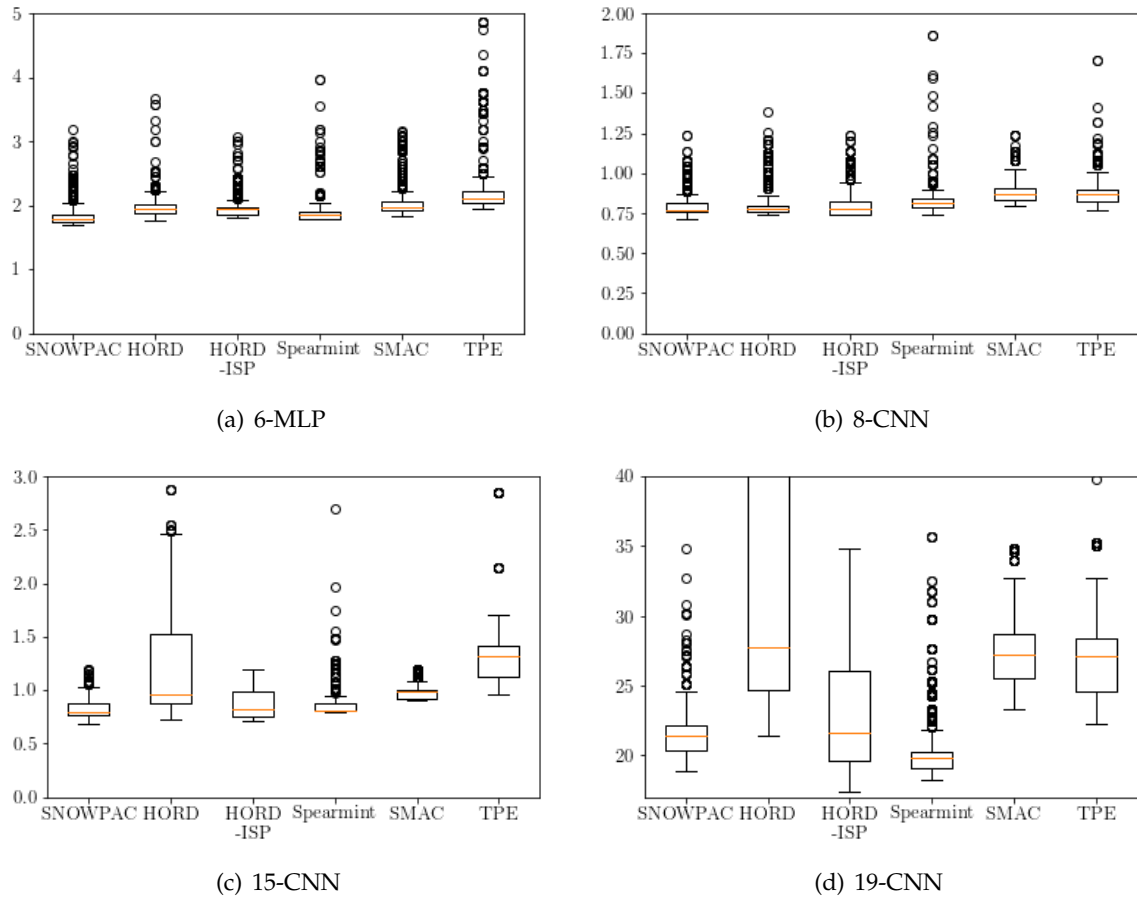 5
4
3
2
1
0
SNOWPAC HORD HORD Spearmint SMAC TPE
-ISP
(a) 6-MLP
2.00
1.75
1.50
1.25
1.00
0.75
0.50
0.25
0.00
SNOWPAC HORD HORD Spearmint SMAC TPE
-ISP
(b) 8-CNN
3.0
2.5
2.0
1.5
1.0
0.5
0.0
SNOWPAC HORD HORD Spearmint SMAC TPE
-ISP
(c) 15-CNN
40
35
30
25
20
SNOWPAC HORD HORD Spearmint SMAC TPE
-ISP
(d) 19-CNN